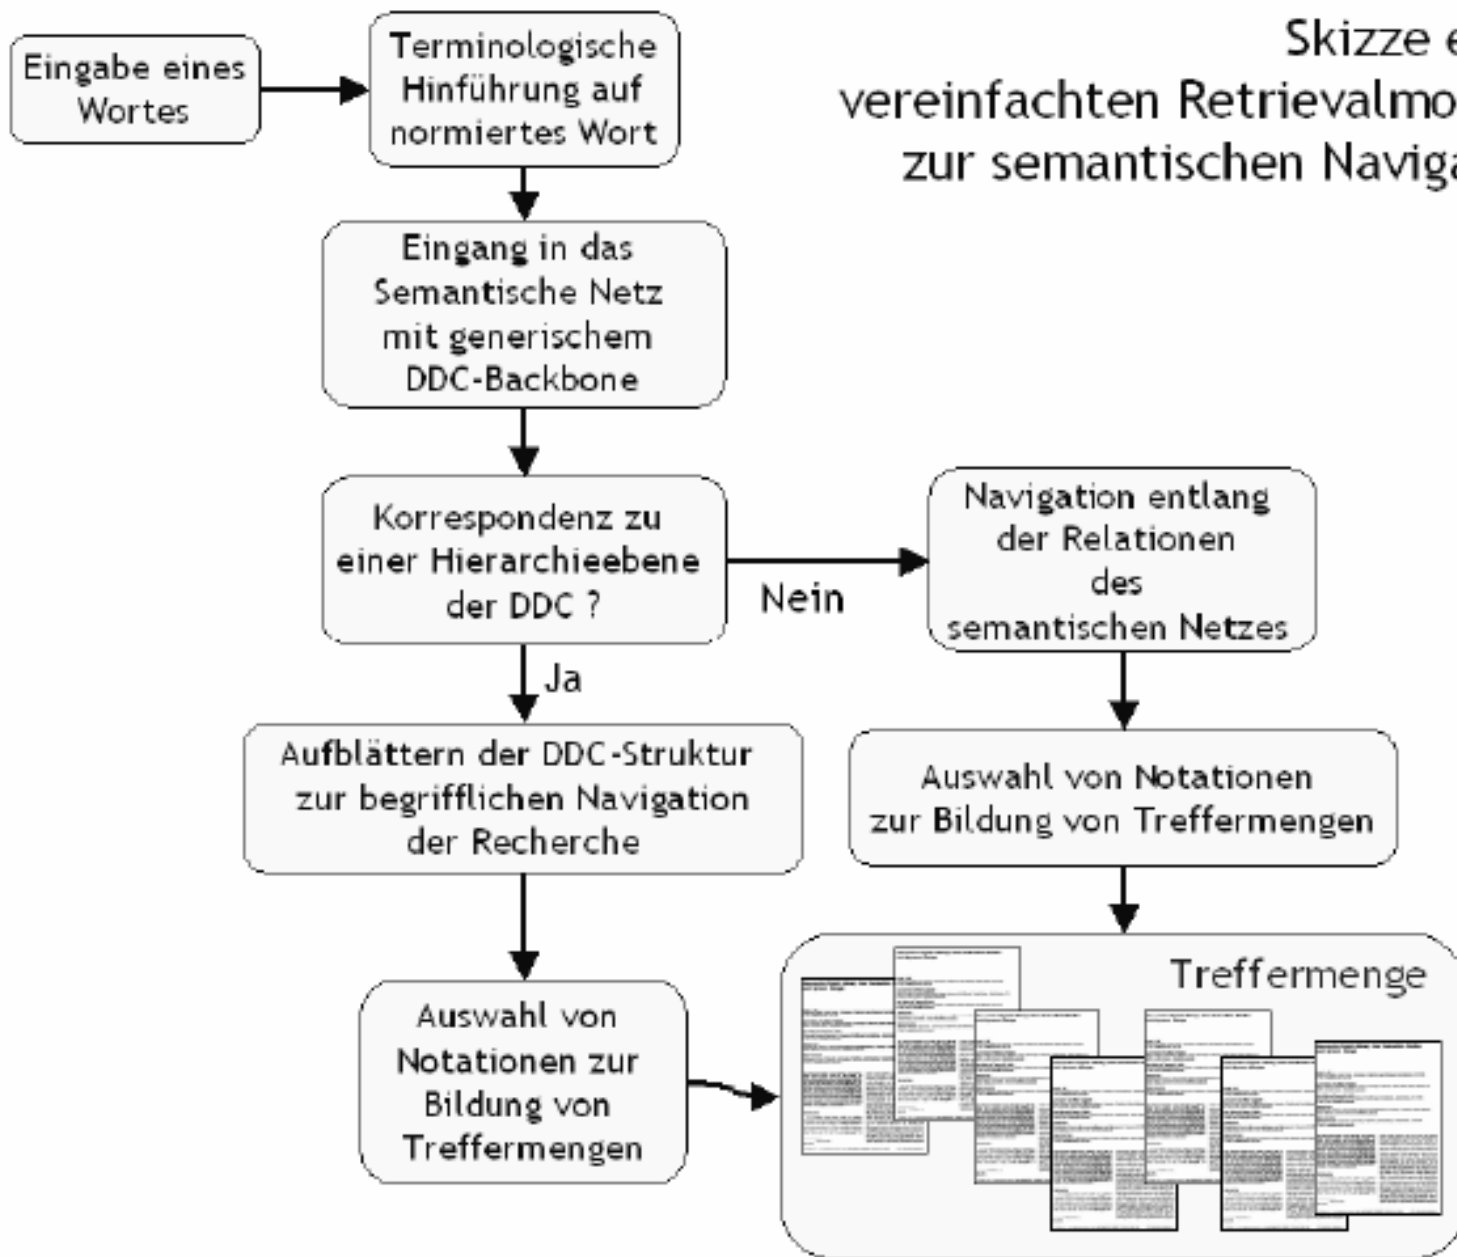 Skizze e
vereinfachten Retrievalmo
zur semantischen Naviga
Eingabe eines
Wortes
Terminologische
Hinführung auf
normiertes Wort
Eingang in das
Semantische Netz
mit generischem
DDC-Backbone
Korrespondenz zu
einer Hierarchieebene
der DDC ?
Nein
Navigation entlang
der Relationen
des
semantischen Netzes
Ja
Aufblättern der DDC-Struktur
zur begrifflichen Navigation
der Recherche
Auswahl von Notationen
zur Bildung von Treffermengen
Auswahl von
Notationen zur
Bildung von
Treffermengen
Treffermenge